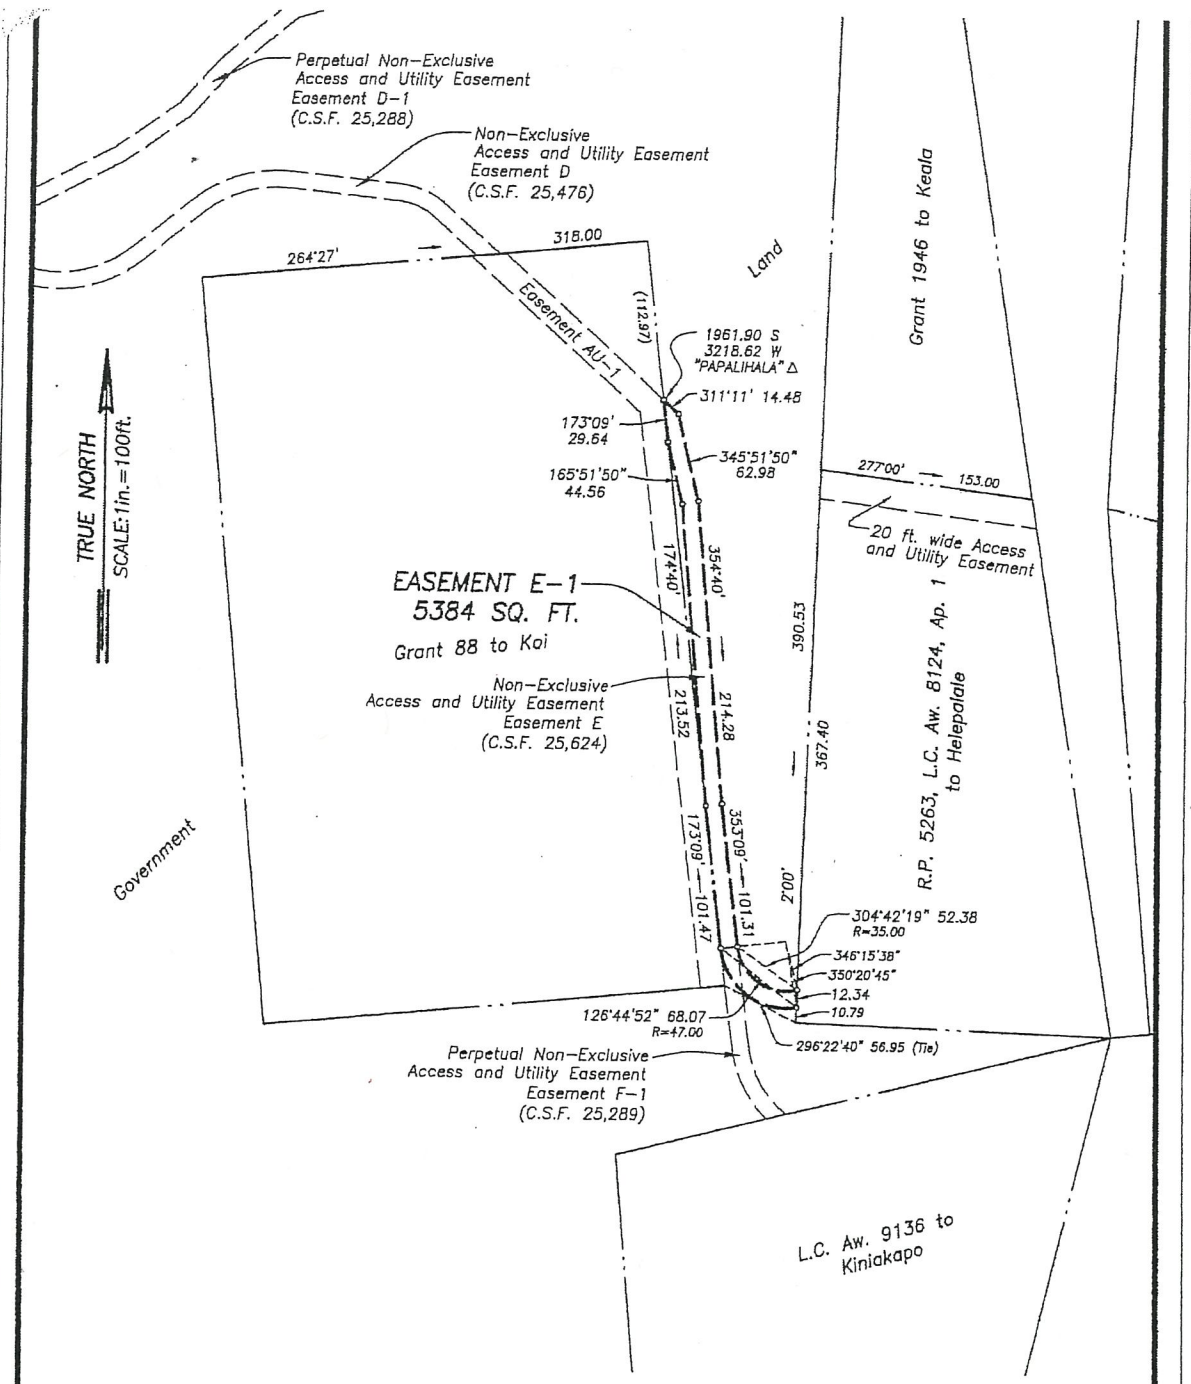 Perpetual Non-Exclusive
Access and Utility Easement
Easement D-1
(C.S.F. 25,288)
Non-Exclusive
Access and Utility Easement
Easement D
(C.S.F. 25,476)
264°27'
318.00
Land
Grant 1946 to Keala
Easement AU-1
(112.97)
1961.90 S
3218.62 W
"PAPALIHALA" Δ
311°11' 14.48
173°09'
29.64
345°51'50"
62.98
165°51'50"
44.56
TRUE NORTH
SCALE: 1in.=100ft.
277°00'
153.00
20 ft. wide Access
and Utility Easement
174°40'
213.52
354°40'
214.28
EASEMENT E-1
5384 SQ. FT.
Grant 88 to Kai
Non-Exclusive
Access and Utility Easement
Easement E
(C.S.F. 25,624)
390.53
367.40
R.P. 5263, L.C. Aw. 8124, Ap. 1
to Helepalale
Government
173°09'
101.47
353°09'
101.31
2°00'
304°42'19" 52.38
R=35.00
346°15'38"
350°20'45"
12.34
10.79
126°44'52" 68.07
R=47.00
296°22'40" 56.95 (Tie)
Perpetual Non-Exclusive
Access and Utility Easement
Easement F-1
(C.S.F. 25,289)
L.C. Aw. 9136 to
Kiniakapo